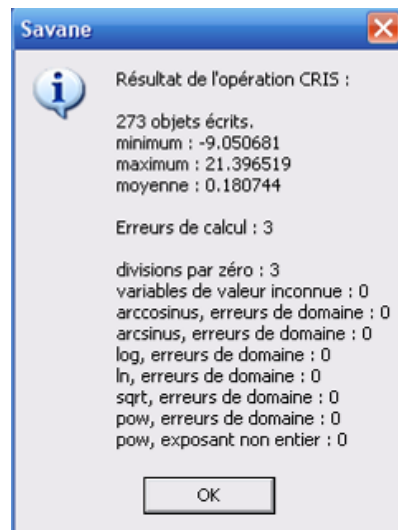 Savane
Résultat de l'opération CRIS :
273 objets écrits.
minimum : -9.050681
maximum : 21.396519
moyenne : 0.180744
Erreurs de calcul : 3
divisions par zéro : 3
variables de valeur inconnue : 0
arccosinus, erreurs de domaine : 0
arcsinus, erreurs de domaine : 0
log, erreurs de domaine : 0
ln, erreurs de domaine : 0
sqrt, erreurs de domaine : 0
pow, erreurs de domaine : 0
pow, exposant non entier : 0
OK